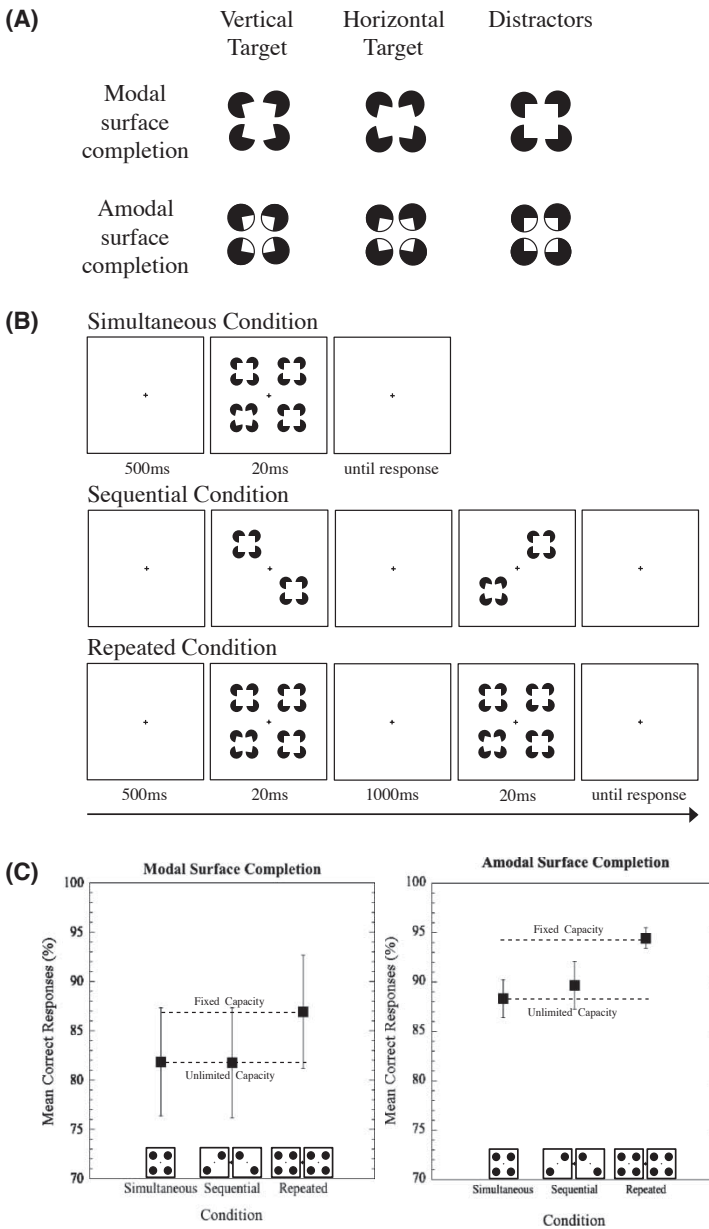 (A)
Vertical Target
Horizontal Target
Distractors
Modal surface completion
Amodal surface completion
(B)
Simultaneous Condition
500ms 20ms until response
Sequential Condition
Repeated Condition
500ms 20ms 1000ms 20ms until response
(C)
Modal Surface Completion
Mean Correct Responses (%)
100
95
90
85
80
75
70
Fixed Capacity
Unlimited Capacity
Simultaneous Sequential Repeated
Condition
Amodal Surface Completion
Mean Correct Responses (%)
100
95
90
85
80
75
70
Fixed Capacity
Unlimited Capacity
Simultaneous Sequential Repeated
Condition